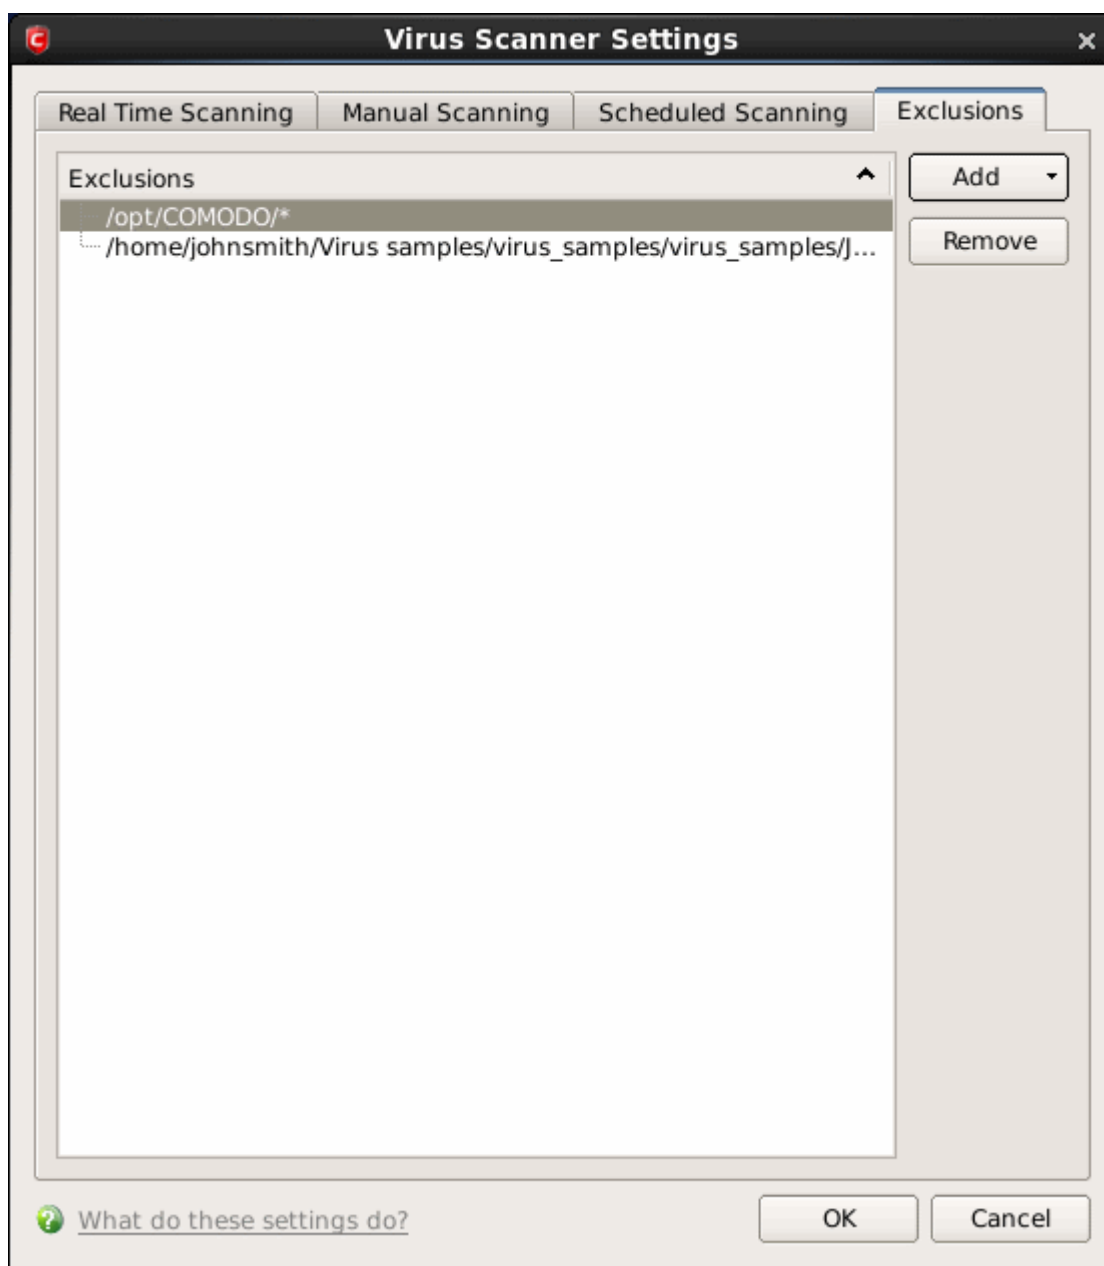 Virus Scanner Settings
Real Time Scanning
Manual Scanning
Scheduled Scanning
Exclusions
Exclusions
Add
/opt/COMODO/*
Remove
/home/johnsmith/Virus samples/virus_samples/virus_samples/J...
What do these settings do?
OK
Cancel